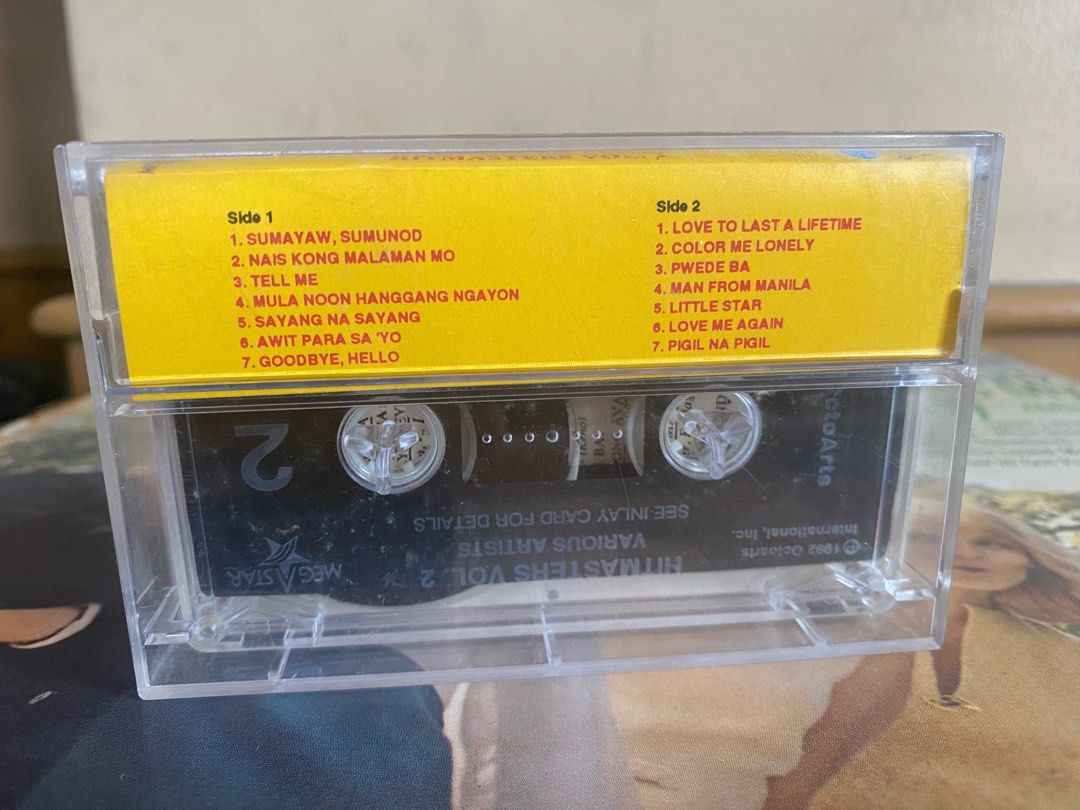 HITMASTERS VOL. 2
Side 1
1. SUMAYAW, SUMUNOD
2. NAIS KONG MALAMAN MO
3. TELL ME
4. MULA NOON HANGGANG NGAYON
5. SAYANG NA SAYANG
6. AWIT PARA SA 'YO
7. GOODBYE, HELLO
Side 2
1. LOVE TO LAST A LIFETIME
2. COLOR ME LONELY
3. PWEDE BA
4. MAN FROM MANILA
5. LITTLE STAR
6. LOVE ME AGAIN
7. PIGIL NA PIGIL
HITMASTERS VOL. 2
VARIOUS ARTISTS
SEE INLAY CARD FOR DETAILS
MEGASTAR
2
OctoArts
Ⓟ 1992 Octoarts
International, Inc.